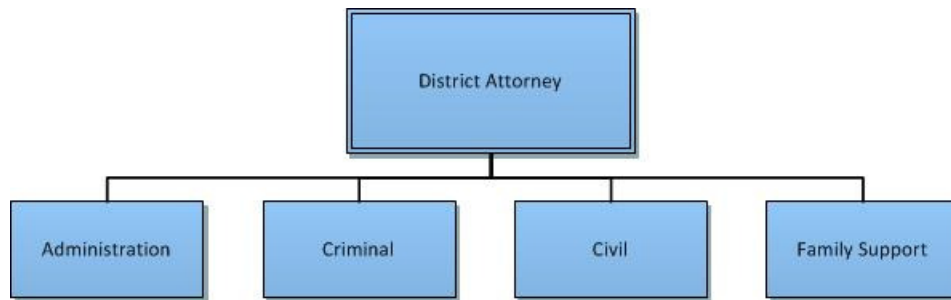 District Attorney
Administration
Criminal
Civil
Family Support